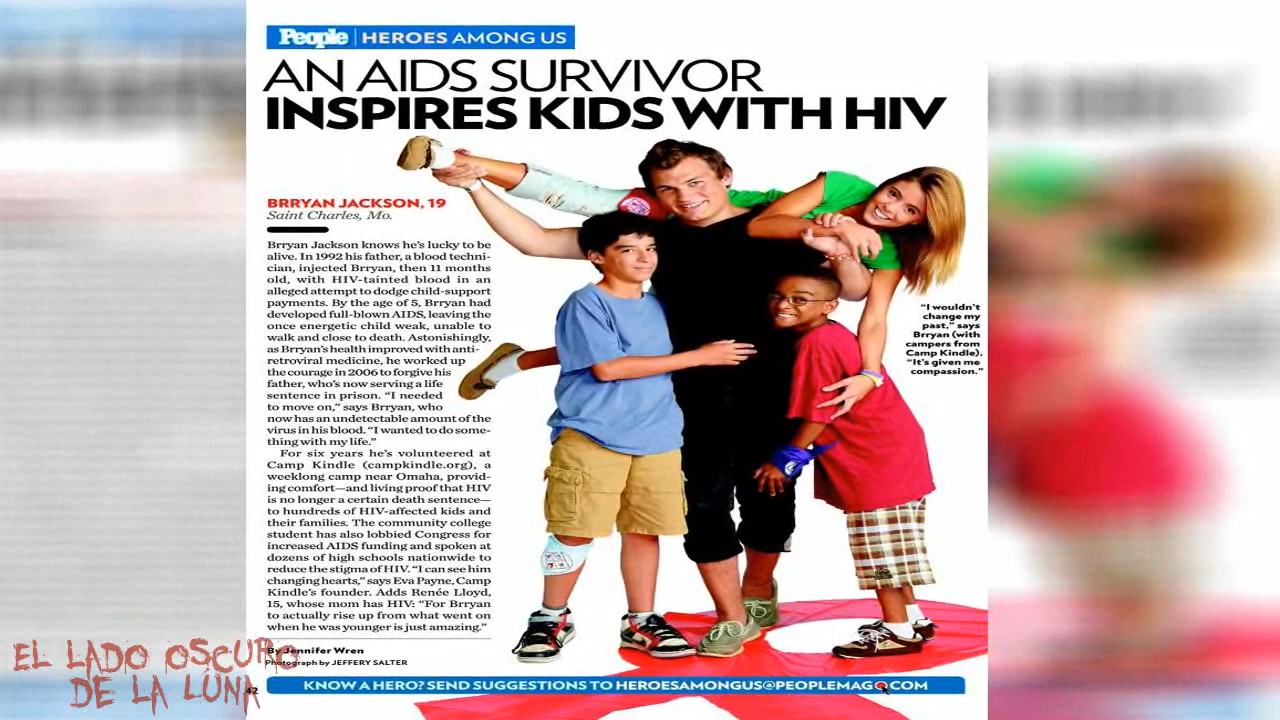 People | HEROES AMONG US
AN AIDS SURVIVOR
INSPIRES KIDS WITH HIV
BRRYAN JACKSON, 19
Saint Charles, Mo.
Brryan Jackson knows he's lucky to be
alive. In 1992 his father, a blood techni-
cian, injected Brryan, then 11 months
old, with HIV-tainted blood in an
alleged attempt to dodge child-support
payments. By the age of 5, Brryan had
developed full-blown AIDS, leaving the
once energetic child weak, unable to
walk and close to death. Astonishingly,
as Brryan's health improved with anti-
retroviral medicine, he worked up
the courage in 2006 to forgive his
father, who's now serving a life
sentence in prison. "I needed
to move on," says Brryan, who
now has an undetectable amount of the
virus in his blood. "I wanted to do some-
thing with my life."
For six years he's volunteered at
Camp Kindle (campkindle.org), a
weeklong camp near Omaha, provid-
ing comfort—and living proof that HIV
is no longer a certain death sentence—
to hundreds of HIV-affected kids and
their families. The community college
student has also lobbied Congress for
increased AIDS funding and spoken at
dozens of high schools nationwide to
reduce the stigma of HIV. "I can see him
changing hearts," says Eva Payne, Camp
Kindle's founder. Adds Renée Lloyd,
15, whose mom has HIV: "For Brryan
to actually rise up from what went on
when he was younger is just amazing."
By Jennifer Wren
Photograph by JEFFERY SALTER
"I wouldn't
change my
past," says
Brryan (with
campers from
Camp Kindle).
"It's given me
compassion."
42
KNOW A HERO? SEND SUGGESTIONS TO HEROESAMONGUS@PEOPLEMAG.COM
EL LADO OSCURO
DE LA LUNA